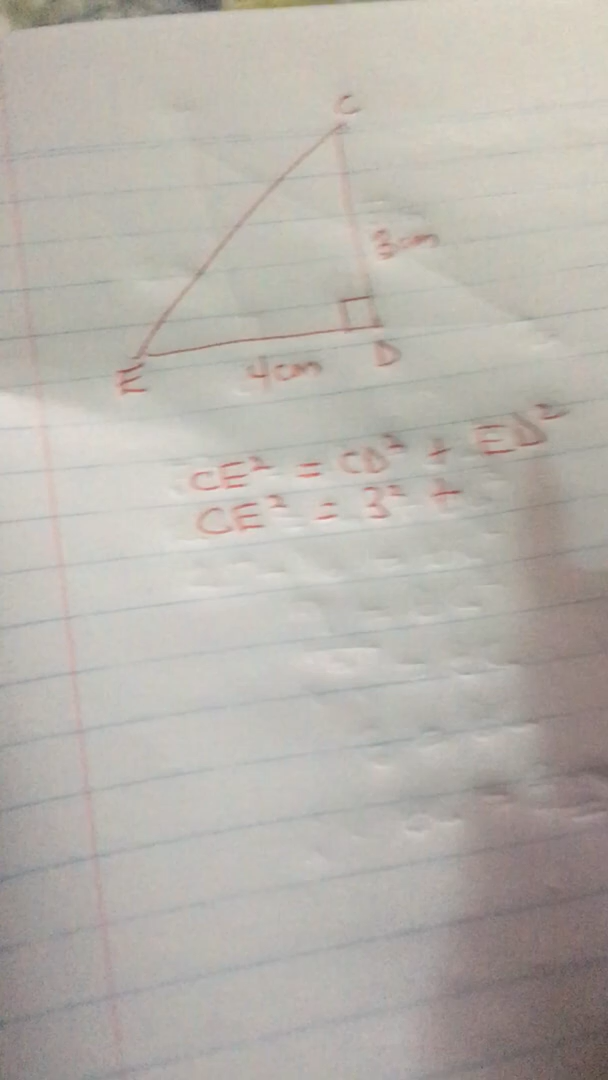 C
3cm
E
4cm
D
CE² = CD² + ED²
CE² = 3² +